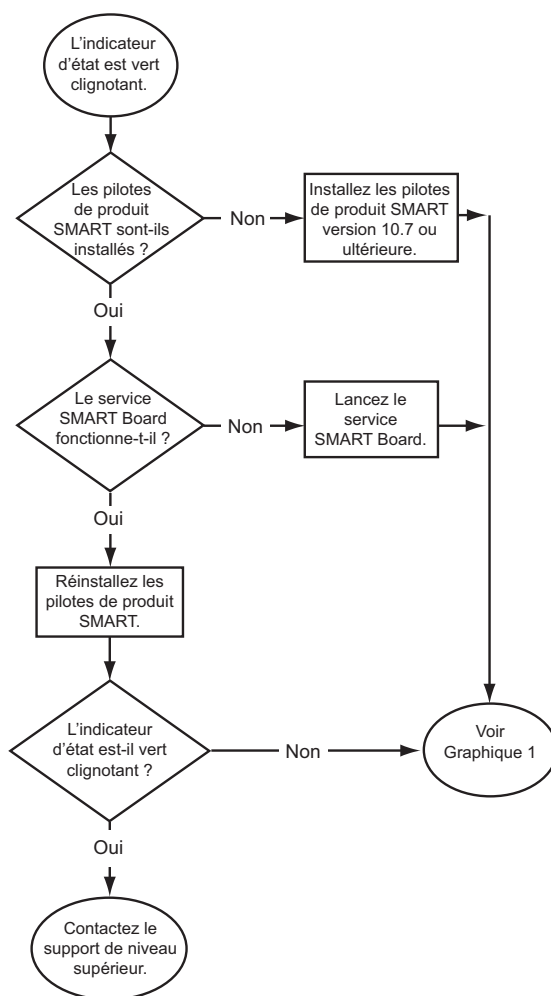 L’indicateur
d’état est vert
clignotant.
Les pilotes
de produit
SMART sont-ils
installés ?
Non
Installez les pilotes
de produit SMART
version 10.7 ou
ultérieure.
Oui
Le service
SMART Board
fonctionne-t-il ?
Non
Lancez le
service
SMART Board.
Oui
Réinstallez les
pilotes de produit
SMART.
L’indicateur
d’état est-il vert
clignotant ?
Non
Voir
Graphique 1
Oui
Contactez le
support de niveau
supérieur.